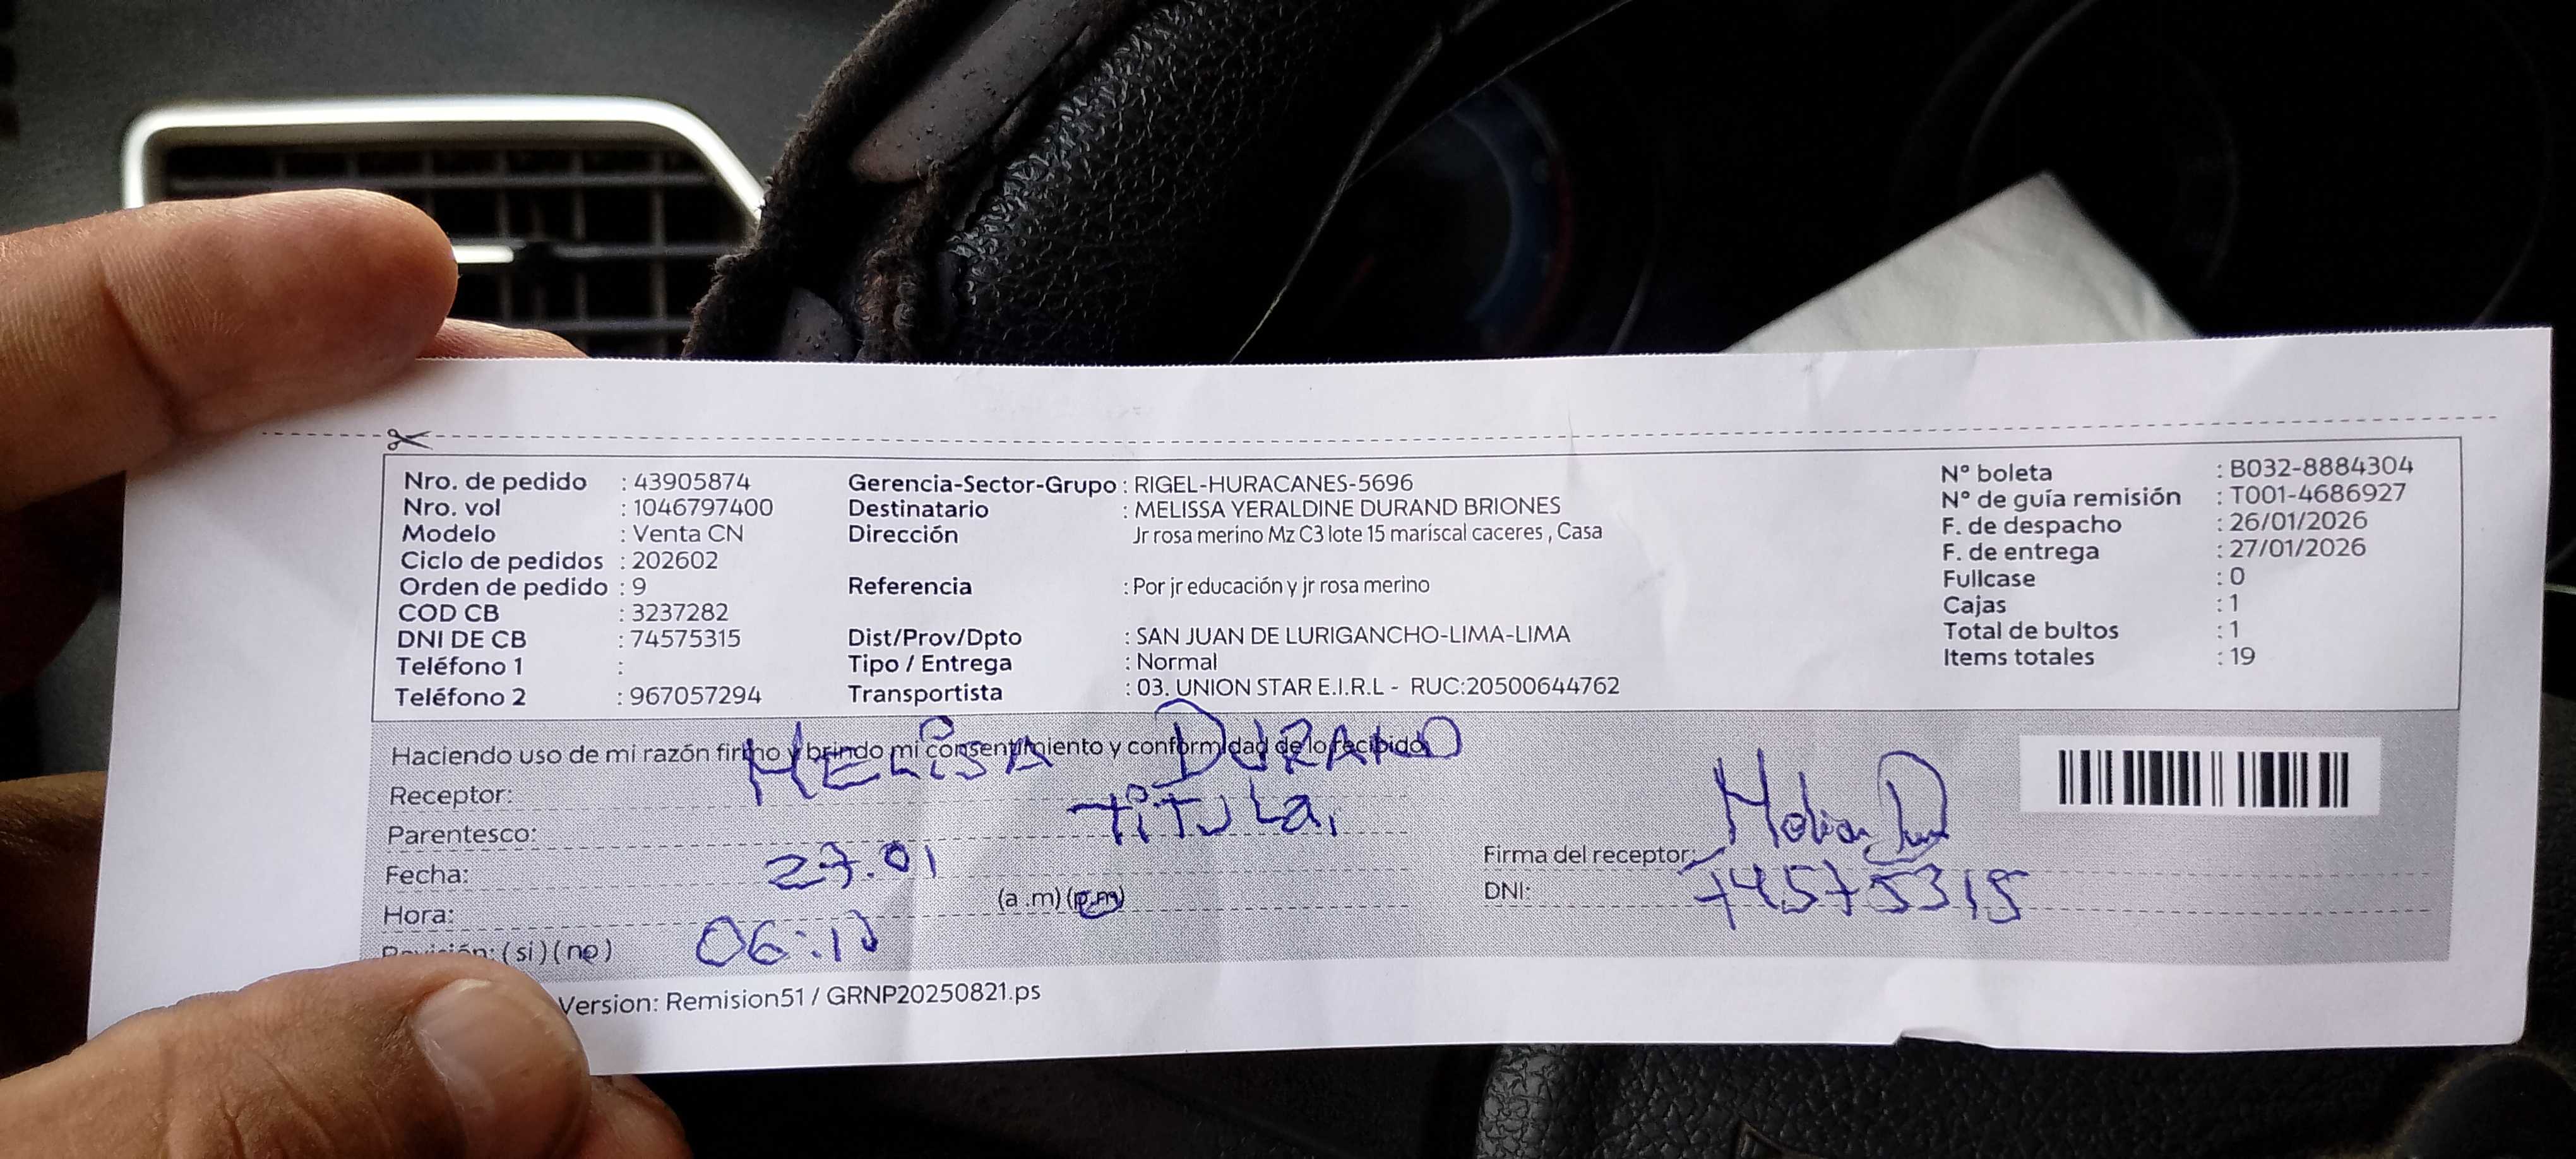 Nro. de pedido : 43905874
Nro. vol : 1046797400
Modelo : Venta CN
Ciclo de pedidos : 202602
Orden de pedido : 9
COD CB : 3237282
DNI DE CB : 74575315
Teléfono 1 :
Teléfono 2 : 967057294
Gerencia-Sector-Grupo : RIGEL-HURACANES-5696
Destinatario : MELISSA YERALDINE DURAND BRIONES
Dirección Jr rosa merino Mz C3 lote 15 mariscal caceres , Casa
Referencia : Por jr educación y jr rosa merino
Dist/Prov/Dpto : SAN JUAN DE LURIGANCHO-LIMA-LIMA
Tipo / Entrega : Normal
Transportista : 03. UNION STAR E.I.R.L - RUC:20500644762
Nº boleta : B032-8884304
Nº de guía remisión : T001-4686927
F. de despacho : 26/01/2026
F. de entrega : 27/01/2026
Fullcase : 0
Cajas : 1
Total de bultos : 1
Items totales : 19
Haciendo uso de mi razón firmo y brindo mi consentimiento y conformidad de lo recibido
Receptor: MELiSA DURAND
Parentesco: TiTULar
Fecha: 27.01
Hora: (a .m) (p.m)
(si) (no)
Firma del receptor:
DNI: 74575315
Version: Remision51 / GRNP20250821.ps